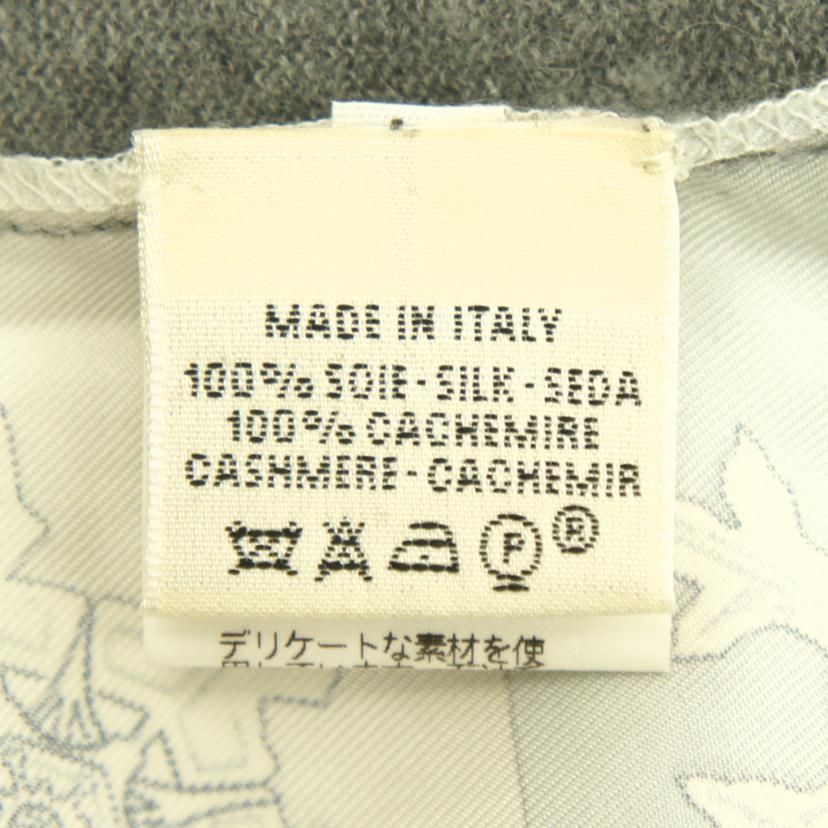 MADE IN ITALY
100% SOIE - SILK - SEDA
100% CACHEMIRE
CASHMERE - CACHEMIR
P ®
デリケートな素材を使